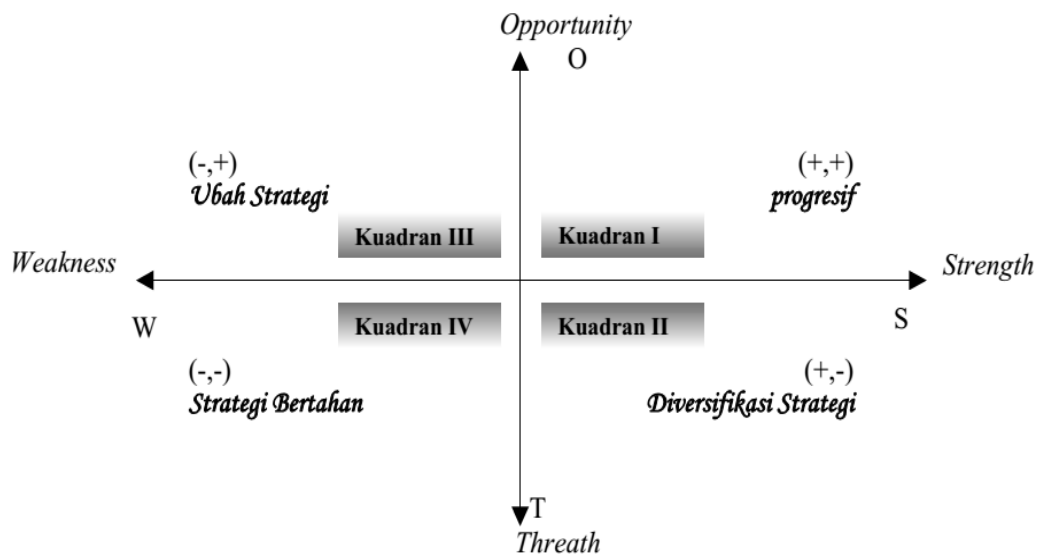 Opportunity
O
(-,+)
Ubah Strategi
(+,+)
progresif
Kuadran III
Kuadran I
Weakness
Strength
W
Kuadran IV
Kuadran II
S
(-,-)
Strategi Bertahan
(+,-)
Diversifikasi Strategi
T
Threath